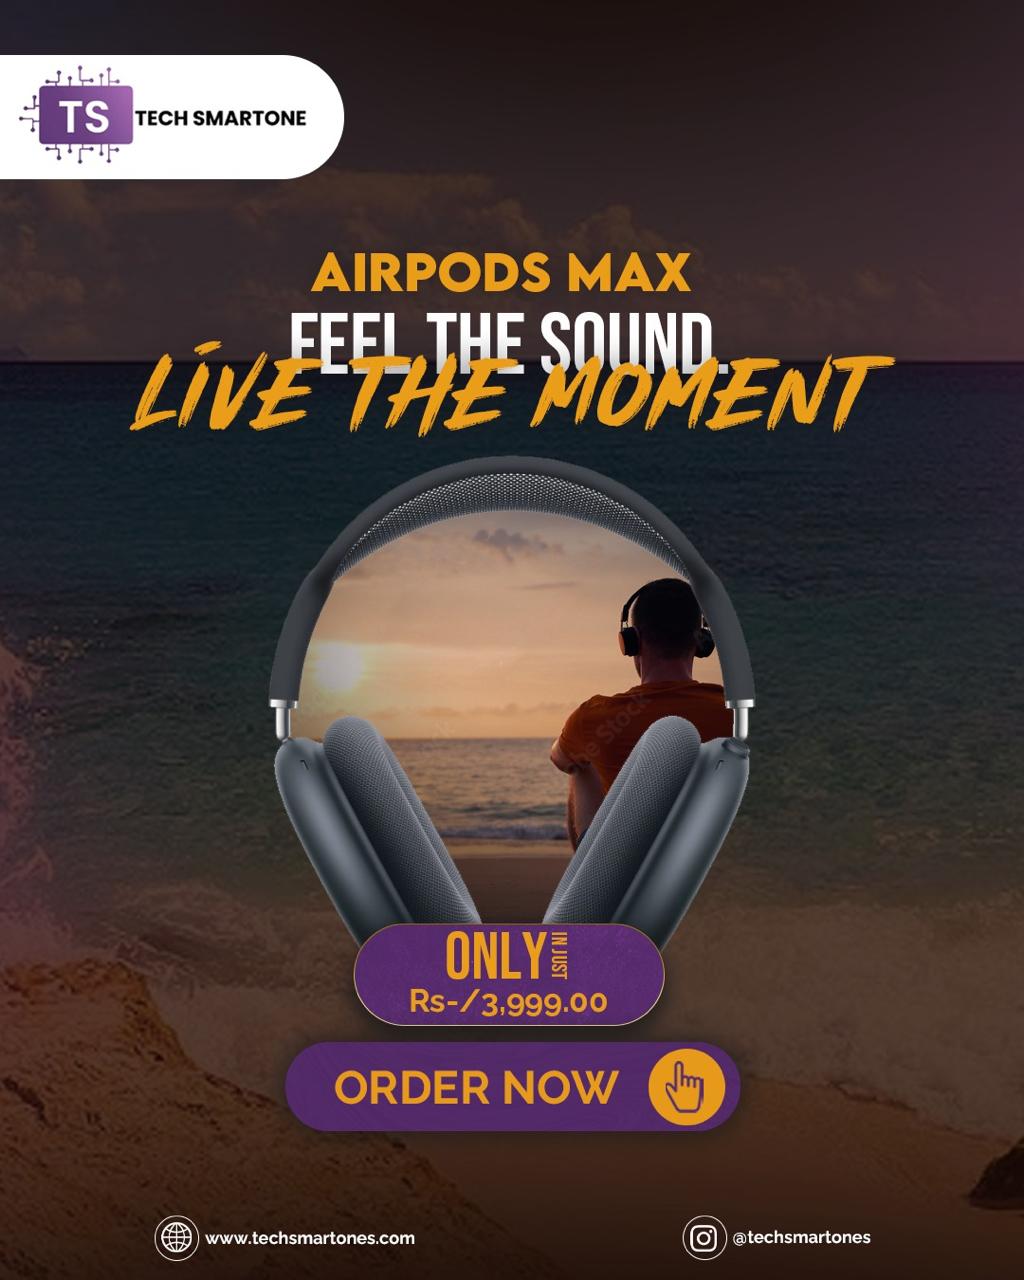 TS
TECH SMARTONE
AIRPODS MAX
FEEL THE SOUND.
LIVE THE MOMENT
ONLY
IN JUST
Rs-/3,999.00
ORDER NOW
www.techsmartones.com
@techsmartones